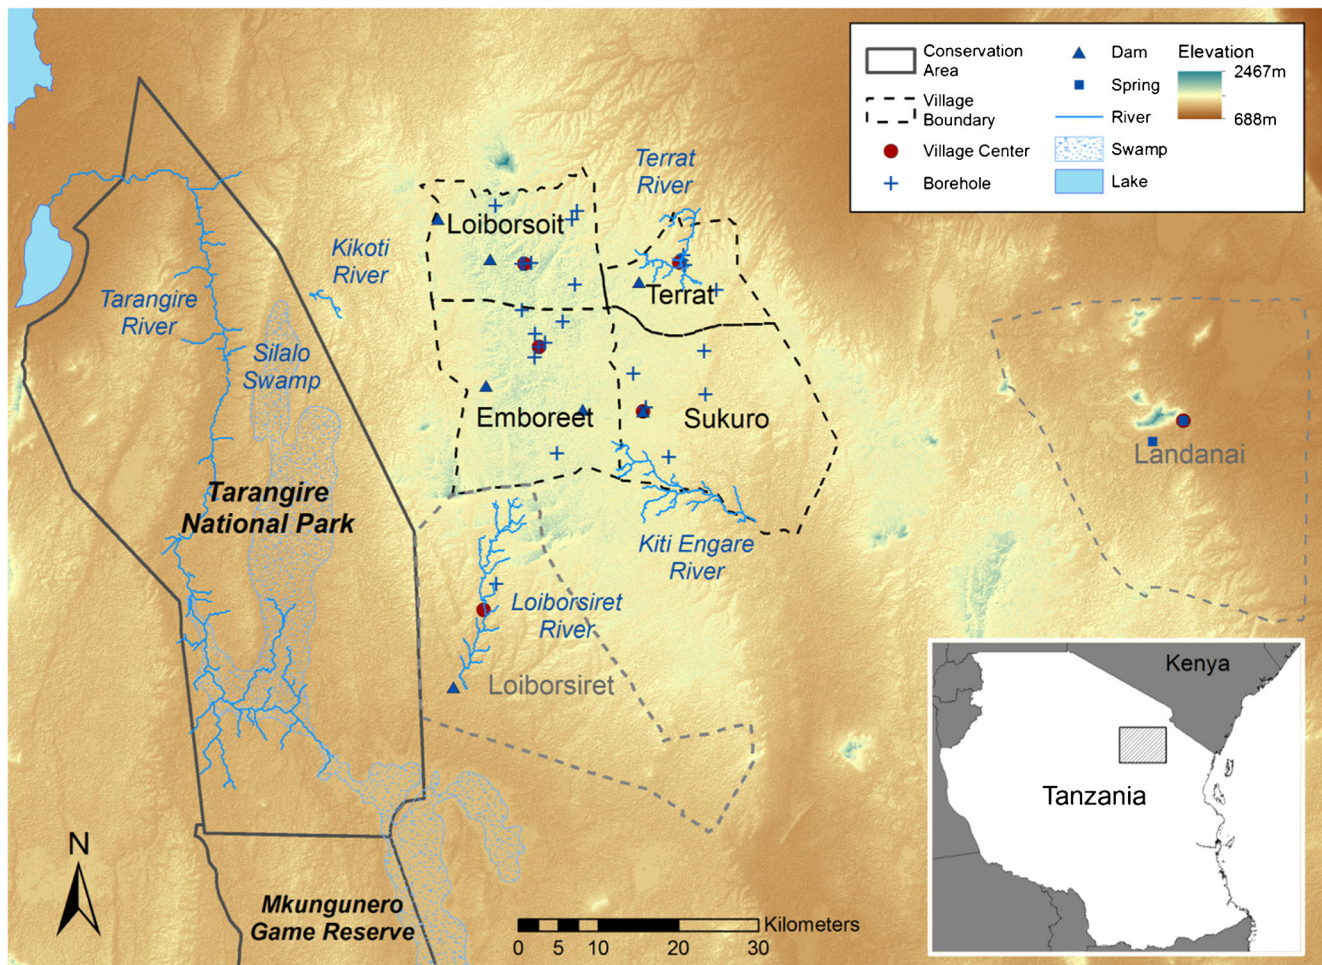 Conservation
Area
Village
Boundary
Village Center
Borehole
Dam
Spring
River
Swamp
Lake
Elevation
2467m
688m
Terrat
River
Loiborsoit
Kikoti
River
Tarangire
River
Terrat
Silalo
Swamp
Emboreet
Sukuro
Landanai
Tarangire
National Park
Kiti Engare
River
Loiborsiret
River
Loiborsiret
Kenya
Tanzania
N
Mkungunero
Game Reserve
Kilometers
0 5 10 20 30